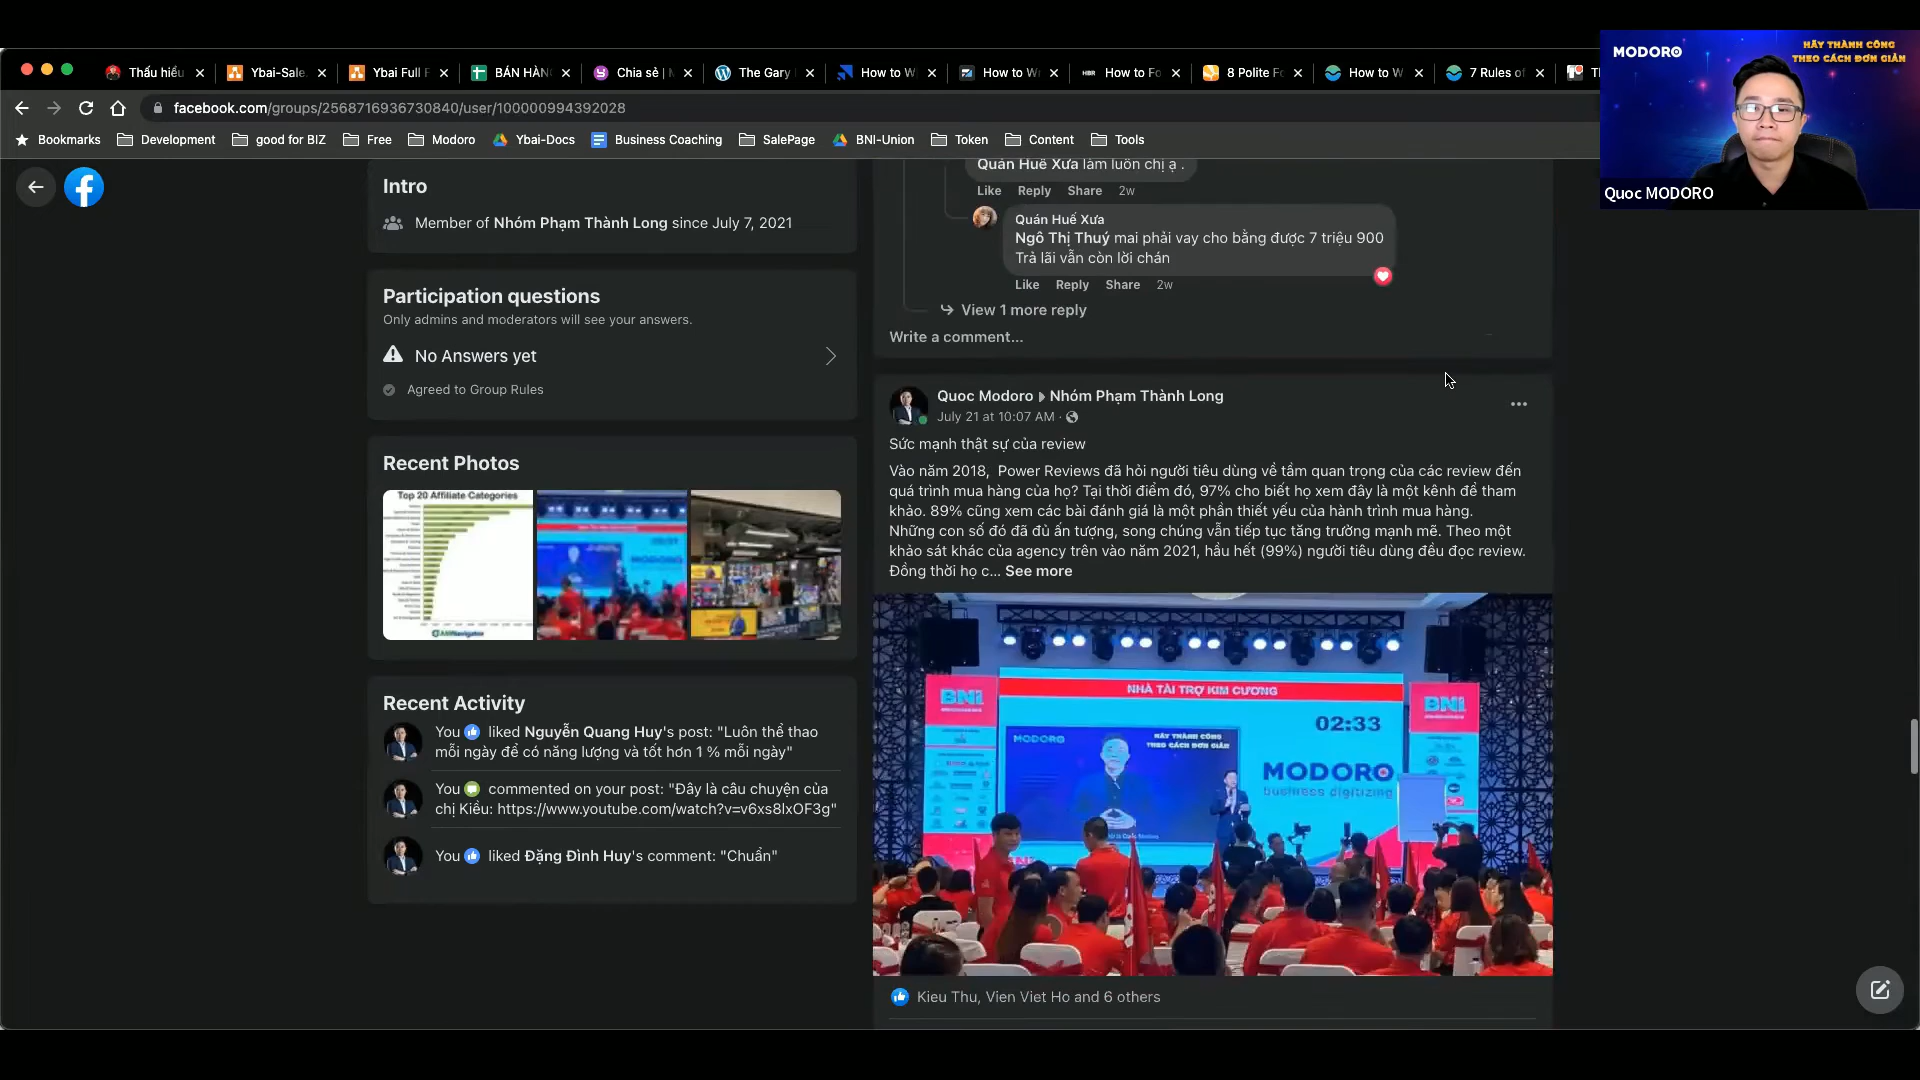 Thấu hiểu
Ybai-Sale
Ybai Full F
BÁN HÀN
Chia sẻ | N
The Gary
How to W
How to Wr
HBR
How to Fo
8 Polite Fo
How to W
7 Rules of
facebook.com/groups/2568716936730840/user/100000994392028
Bookmarks
Development
good for BIZ
Free
Modoro
Ybai-Docs
Business Coaching
SalePage
BNI-Union
Token
Content
Tools
MODORO
HÃY THÀNH CÔNG
THEO CÁCH ĐƠN GIẢN
Quoc MODORO
Intro
Member of Nhóm Phạm Thành Long since July 7, 2021
Participation questions
Only admins and moderators will see your answers.
No Answers yet
Agreed to Group Rules
Recent Photos
Top 20 Affiliate Categories
Recent Activity
You liked Nguyễn Quang Huy's post: "Luôn thể thao
mỗi ngày để có năng lượng và tốt hơn 1 % mỗi ngày"
You commented on your post: "Đây là câu chuyện của
chị Kiều: https://www.youtube.com/watch?v=v6xs8lxOF3g"
You liked Đặng Đình Huy's comment: "Chuẩn"
Quán Huế Xưa làm luôn chị ạ .
Like Reply Share 2w
Quán Huế Xưa
Ngô Thị Thuý mai phải vay cho bằng được 7 triệu 900
Trả lãi vẫn còn lời chán
Like Reply Share 2w
View 1 more reply
Write a comment...
Quoc Modoro Nhóm Phạm Thành Long
July 21 at 10:07 AM ·
Sức mạnh thật sự của review
Vào năm 2018, Power Reviews đã hỏi người tiêu dùng về tầm quan trọng của các review đến
quá trình mua hàng của họ? Tại thời điểm đó, 97% cho biết họ xem đây là một kênh để tham
khảo. 89% cũng xem các bài đánh giá là một phần thiết yếu của hành trình mua hàng.
Những con số đó đã đủ ấn tượng, song chúng vẫn tiếp tục tăng trưởng mạnh mẽ. Theo một
khảo sát khác của agency trên vào năm 2021, hầu hết (99%) người tiêu dùng đều đọc review.
Đồng thời họ c... See more
BNI
NHÀ TÀI TRỢ KIM CƯƠNG
BNI
02:33
MODORO
HÃY THÀNH CÔNG
THEO CÁCH ĐƠN GIẢN
MODORO
business digitizing
Kieu Thu, Vien Viet Ho and 6 others